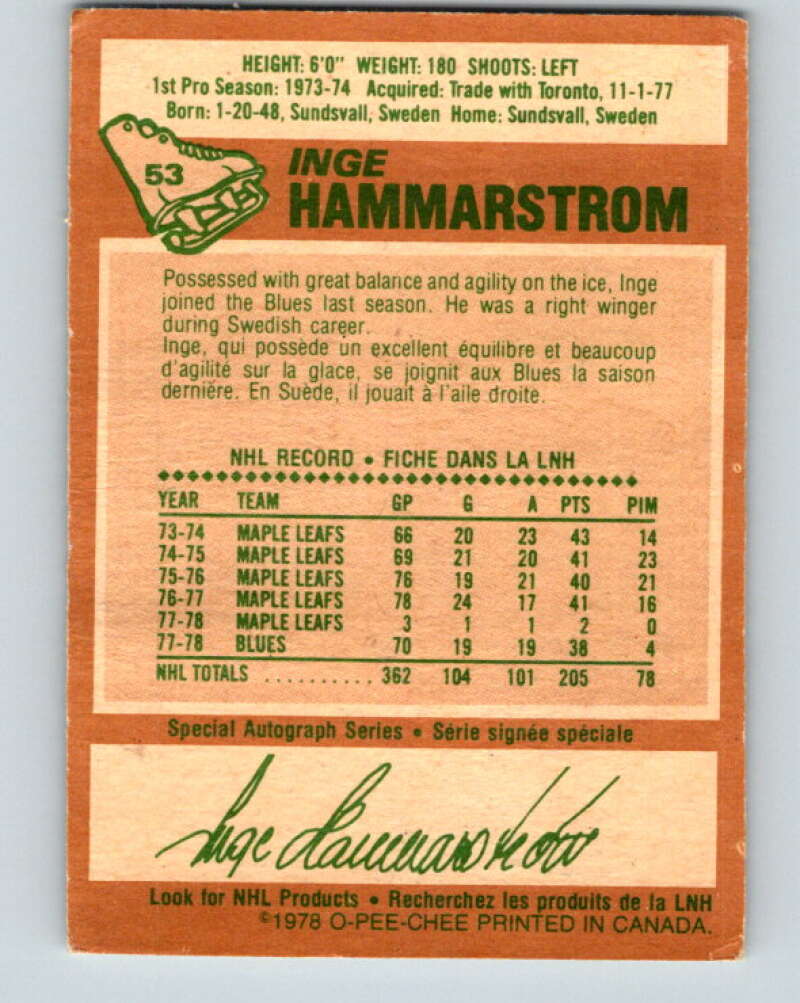 HEIGHT: 6'0" WEIGHT: 180 SHOOTS: LEFT
1st Pro Season: 1973-74 Acquired: Trade with Toronto, 11-1-77
Born: 1-20-48, Sundsvall, Sweden Home: Sundsvall, Sweden
53
INGE
HAMMARSTROM
Possessed with great balance and agility on the ice, Inge
joined the Blues last season. He was a right winger
during Swedish career.
Inge, qui possède un excellent équilibre et beaucoup
d'agilité sur la glace, se joignit aux Blues la saison
dernière. En Suède, il jouait à l'aile droite.
NHL RECORD • FICHE DANS LA LNH
YEAR TEAM GP G A PTS PIM
73-74 MAPLE LEAFS 66 20 23 43 14
74-75 MAPLE LEAFS 69 21 20 41 23
75-76 MAPLE LEAFS 76 19 21 40 21
76-77 MAPLE LEAFS 78 24 17 41 16
77-78 MAPLE LEAFS 3 1 1 2 0
77-78 BLUES 70 19 19 38 4
NHL TOTALS .......... 362 104 101 205 78
Special Autograph Series • Série signée spéciale
Inge Hammarström
Look for NHL Products • Recherchez les produits de la LNH
©1978 O-PEE-CHEE PRINTED IN CANADA.